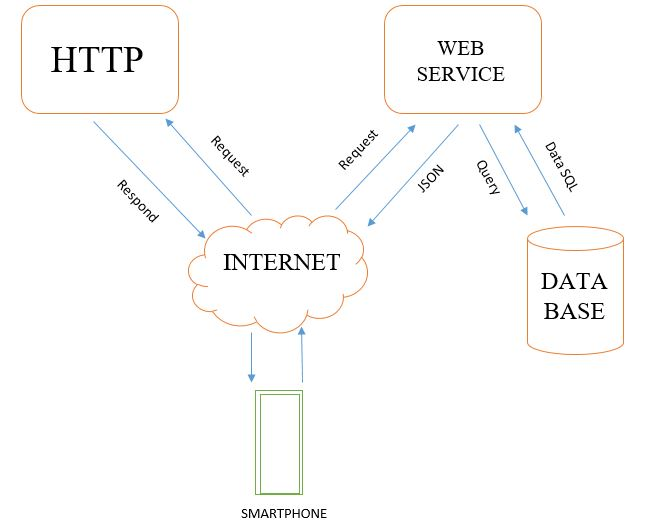 HTTP
WEB
SERVICE
Request
Respond
Request
JSON
Query
Data SQL
INTERNET
DATA
BASE
SMARTPHONE